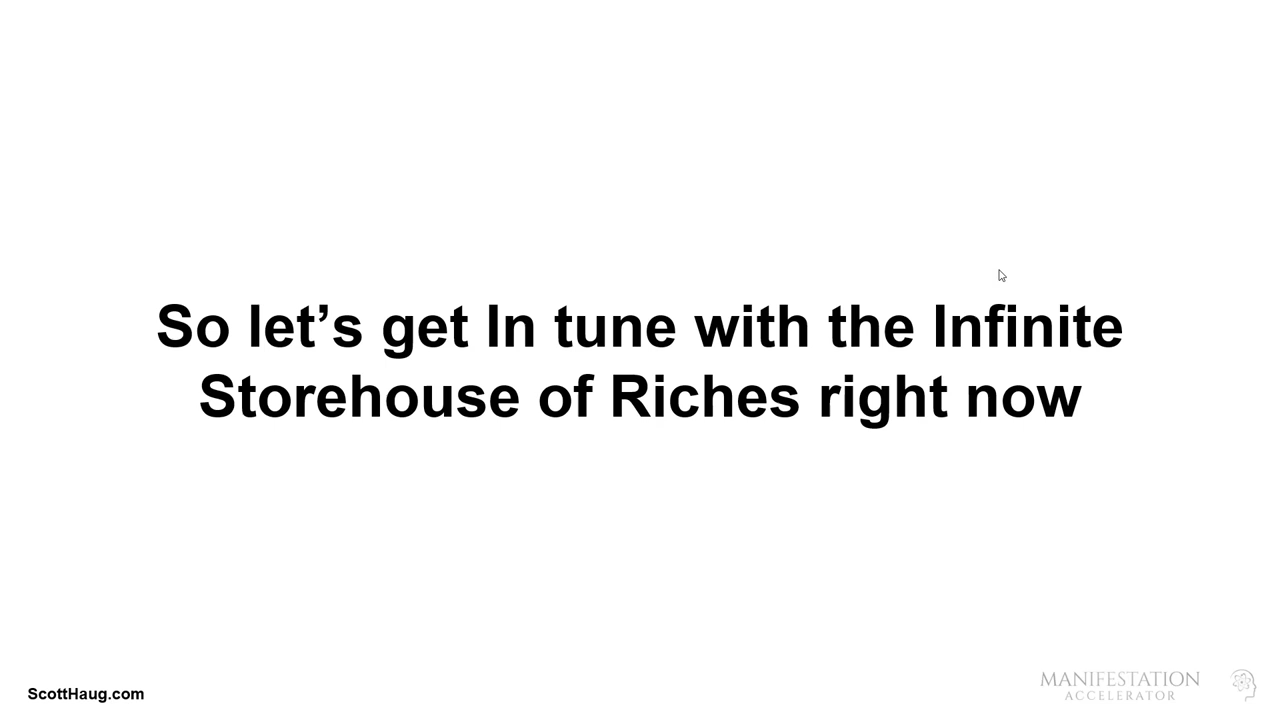 So let’s get In tune with the Infinite
Storehouse of Riches right now
ScottHaug.com
MANIFESTATION
ACCELERATOR